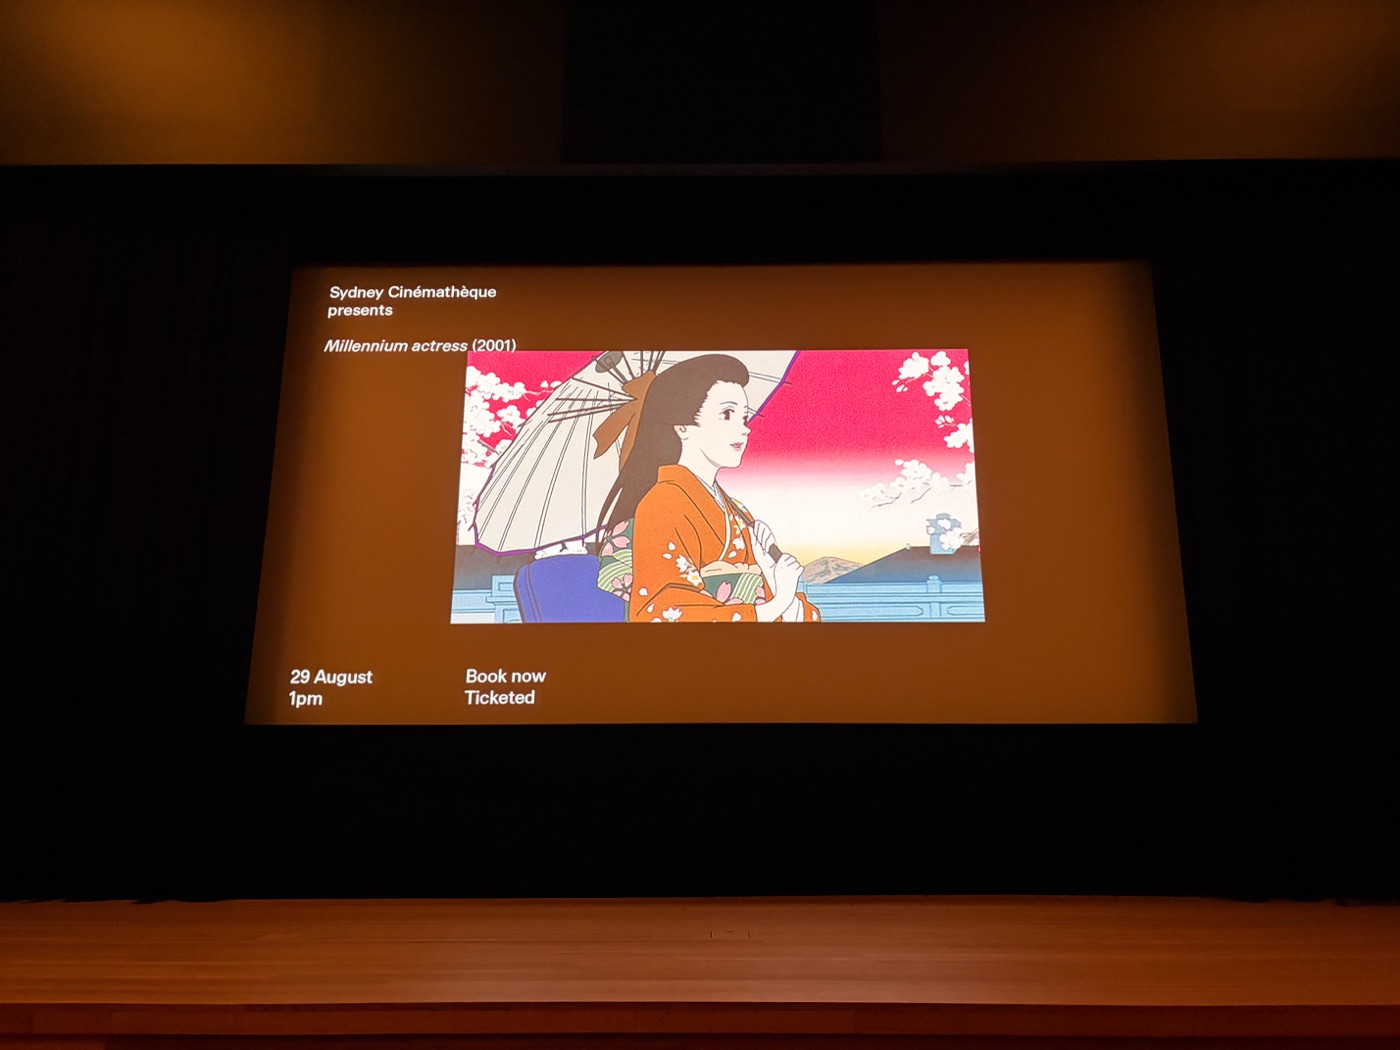 Sydney Cinémathèque
presents
Millennium actress (2001)
29 August
1pm
Book now
Ticketed